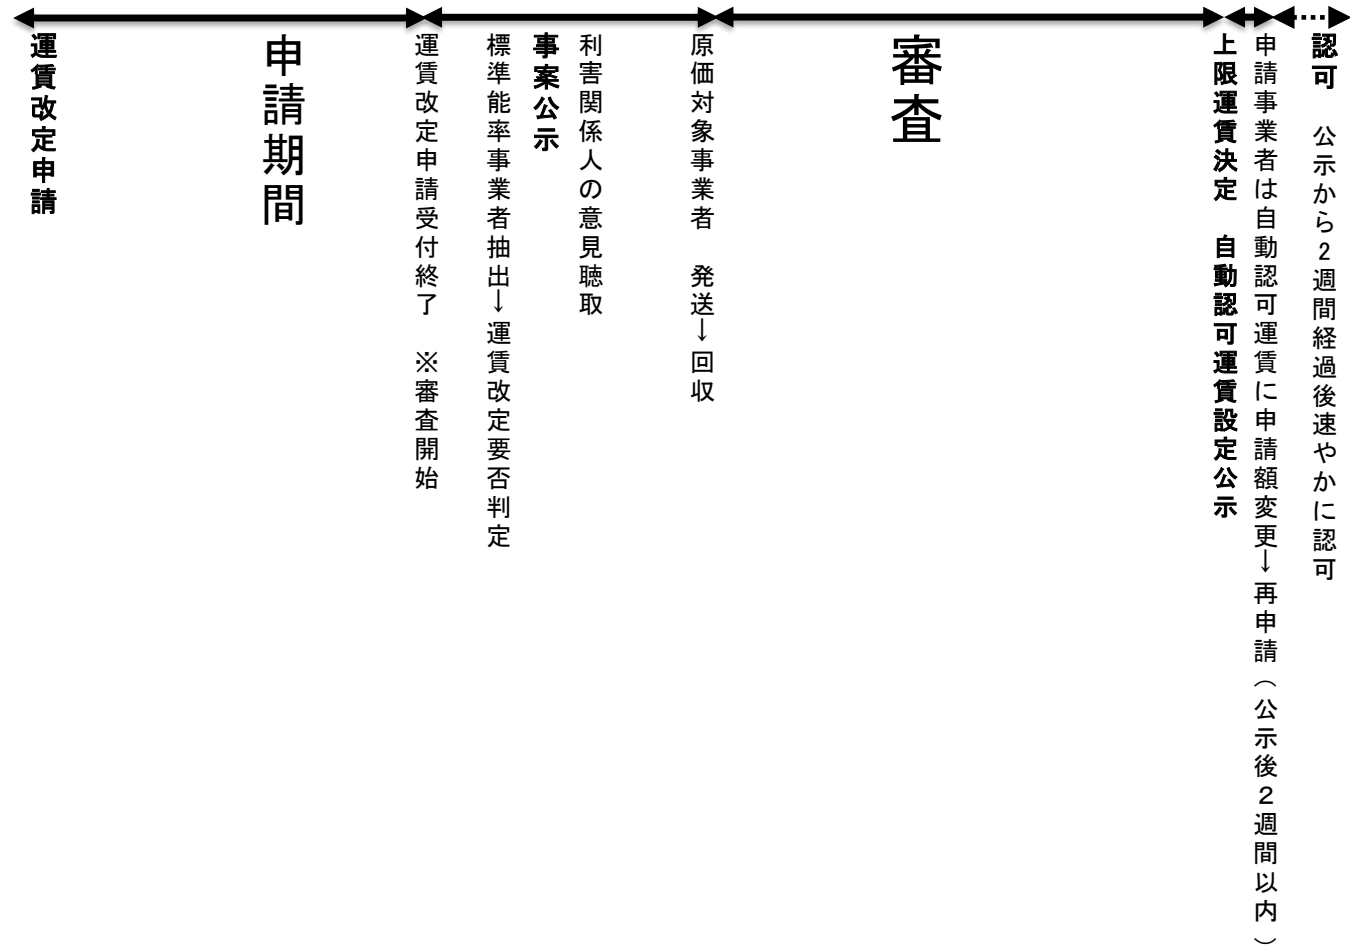 運賃改定申請
申請期間
運賃改定申請受付終了　※審査開始
標準能率事業者抽出→運賃改定要否判定
事案公示
利害関係人の意見聴取
原価対象事業者　発送→回収
審査
上限運賃決定　自動認可運賃設定公示
申請事業者は自動認可運賃に申請額変更→再申請（公示後２週間以内）
認可　公示から2週間経過後速やかに認可